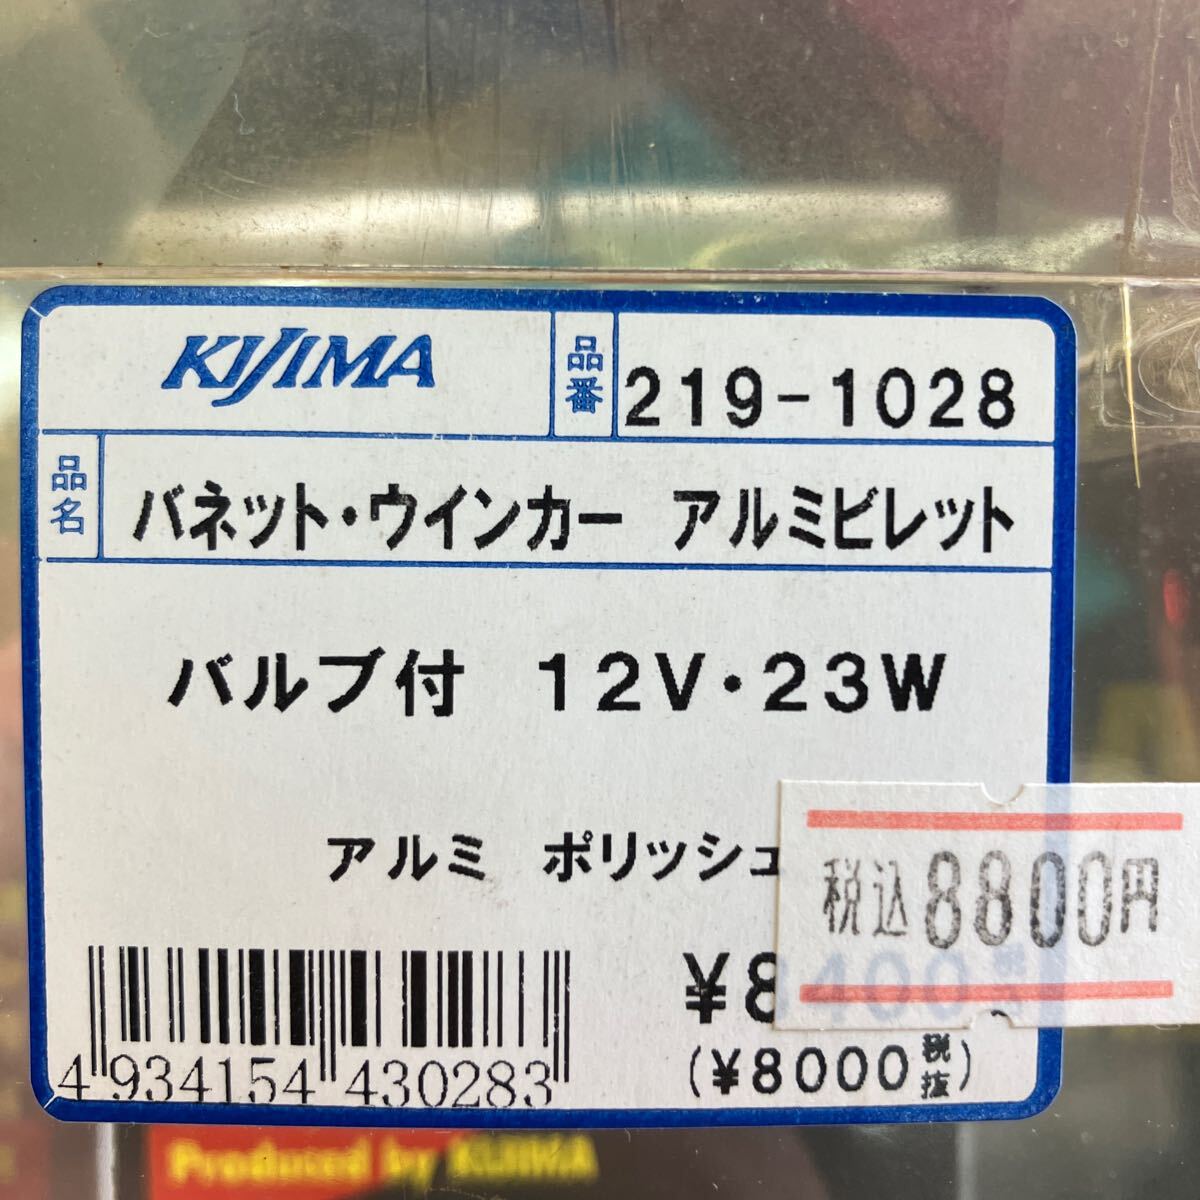 KIJIMA
品番 219-1028
品名 バネット・ウインカー アルミビレット
バルブ付 12V・23W
アルミ ポリッシュ
税込8800円
¥8400
(¥8000税抜)
4 934154 430283
Produced by KIJIMA